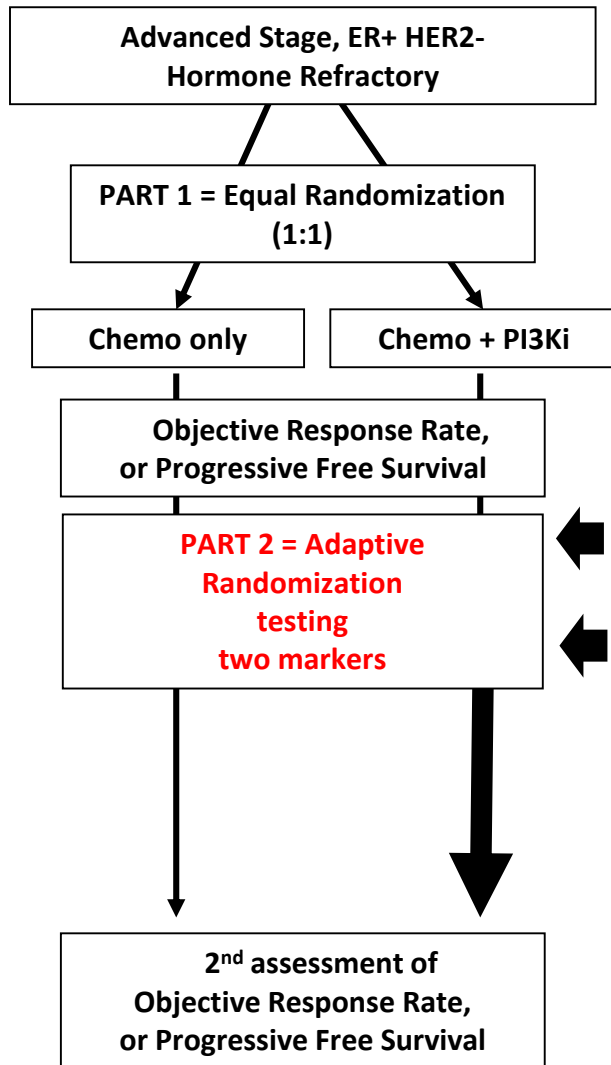 Advanced Stage, ER+ HER2-
Hormone Refractory
PART 1 = Equal Randomization
(1:1)
Chemo only
Chemo + PI3Ki
Objective Response Rate,
or Progressive Free Survival
PART 2 = Adaptive
Randomization
testing
two markers
2nd assessment of
Objective Response Rate,
or Progressive Free Survival